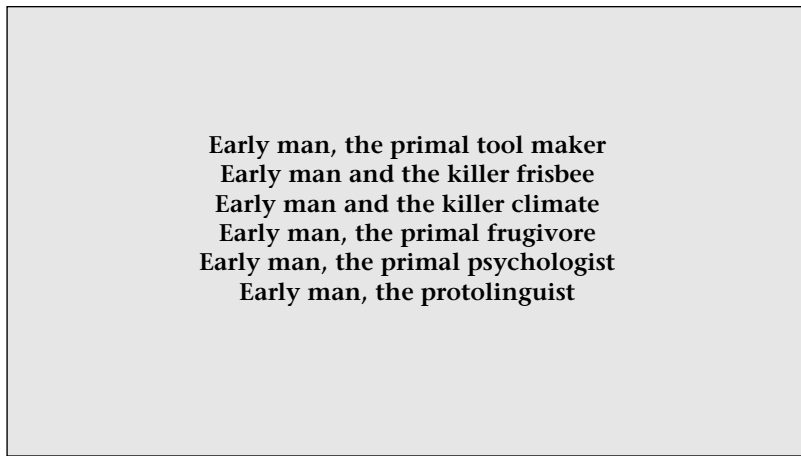 Early man, the primal tool maker
Early man and the killer frisbee
Early man and the killer climate
Early man, the primal frugivore
Early man, the primal psychologist
Early man, the protolinguist